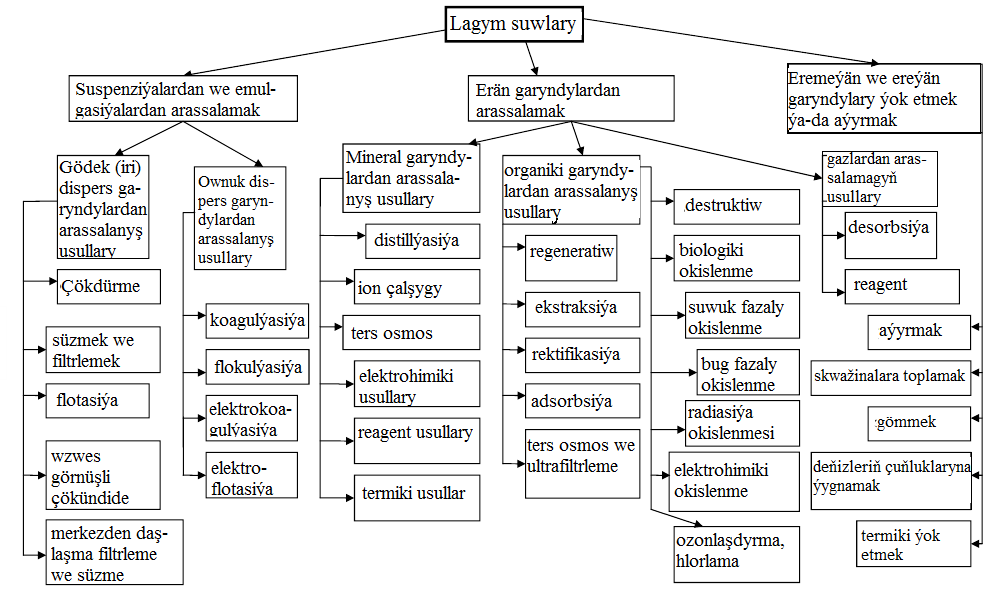 Lagym suwlary
Suspenziýalardan we emul-
gasiýalardan arassalamak
Erän garyndylardan
arassalamak
Eremeýän we ereýän
garyndylary ýok etmek
ýa-da aýyrmak
Gödek (iri)
dispers ga-
ryndylardan
arassalanyş
usullary
Çökdürme
süzmek we
filtrlemek
flotasiýa
wzwes
görnüşli
çökündide
merkezden daş-
laşma filtrleme
we süzme
Ownuk dis-
pers garyn-
dylardan
arassalanyş
usullary
koagulýasiýa
flokulýasiýa
elektrokoa-
gulýasiýa
elektro-
flotasiýa
Mineral garyndy-
lardan arassala-
nyş usullary
distillýasiýa
ion çalşygy
ters osmos
elektrohimiki
usullary
reagent usullary
termiki usullar
organiki garyndy-
lardan arassalanyş
usullary
regeneratiw
ekstraksiýa
rektifikasiýa
adsorbsiýa
ters osmos we
ultrafiltrleme
destruktiw
biologiki
okislenme
suwuk fazaly
okislenme
bug fazaly
okislenme
radiasiýa
okislenmesi
elektrohimiki
okislenme
ozonlaşdyrma,
hlorlama
gazlardan aras-
salamagyň
usullary
desorbsiýa
reagent
aýyrmak
skwažinalara toplamak
gömmek
deňizleriň çuňluklaryna
ýygnamak
termiki ýok
etmek